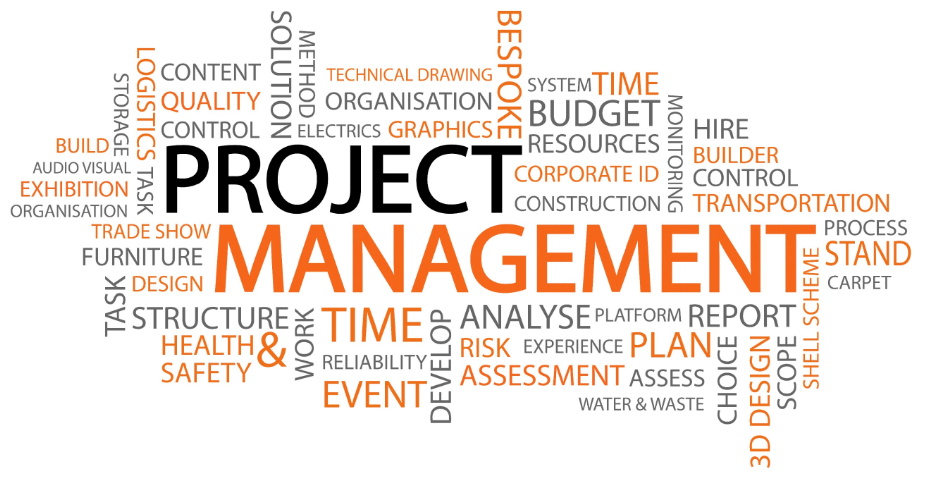 SOLUTION
METHOD
BESPOKE
LOGISTICS
STORAGE
CONTENT
QUALITY
CONTROL
TECHNICAL DRAWING
ORGANISATION
ELECTRICS
GRAPHICS
SYSTEM
TIME
BUDGET
RESOURCES
MONITORING
HIRE
BUILDER
CONTROL
TRANSPORTATION
BUILD
AUDIO VISUAL
EXHIBITION
ORGANISATION
TASK
PROJECT
CORPORATE ID
CONSTRUCTION
TRADE SHOW
FURNITURE
DESIGN
MANAGEMENT
PROCESS
STAND
CARPET
SHELL SCHEME
TASK
STRUCTURE
HEALTH &
SAFETY
WORK
TIME
RELIABILITY
EVENT
DEVELOP
ANALYSE
PLATFORM
REPORT
RISK
ASSESSMENT
EXPERIENCE
PLAN
ASSESS
WATER & WASTE
CHOICE
3D DESIGN
SCOPE